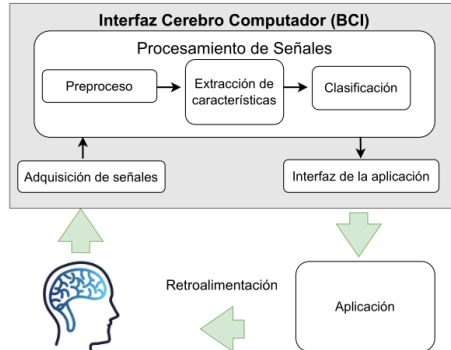 Interfaz Cerebro Computador (BCI)
Procesamiento de Señales
Preproceso
Extracción de
características
Clasificación
Adquisición de señales
Interfaz de la aplicación
Retroalimentación
Aplicación